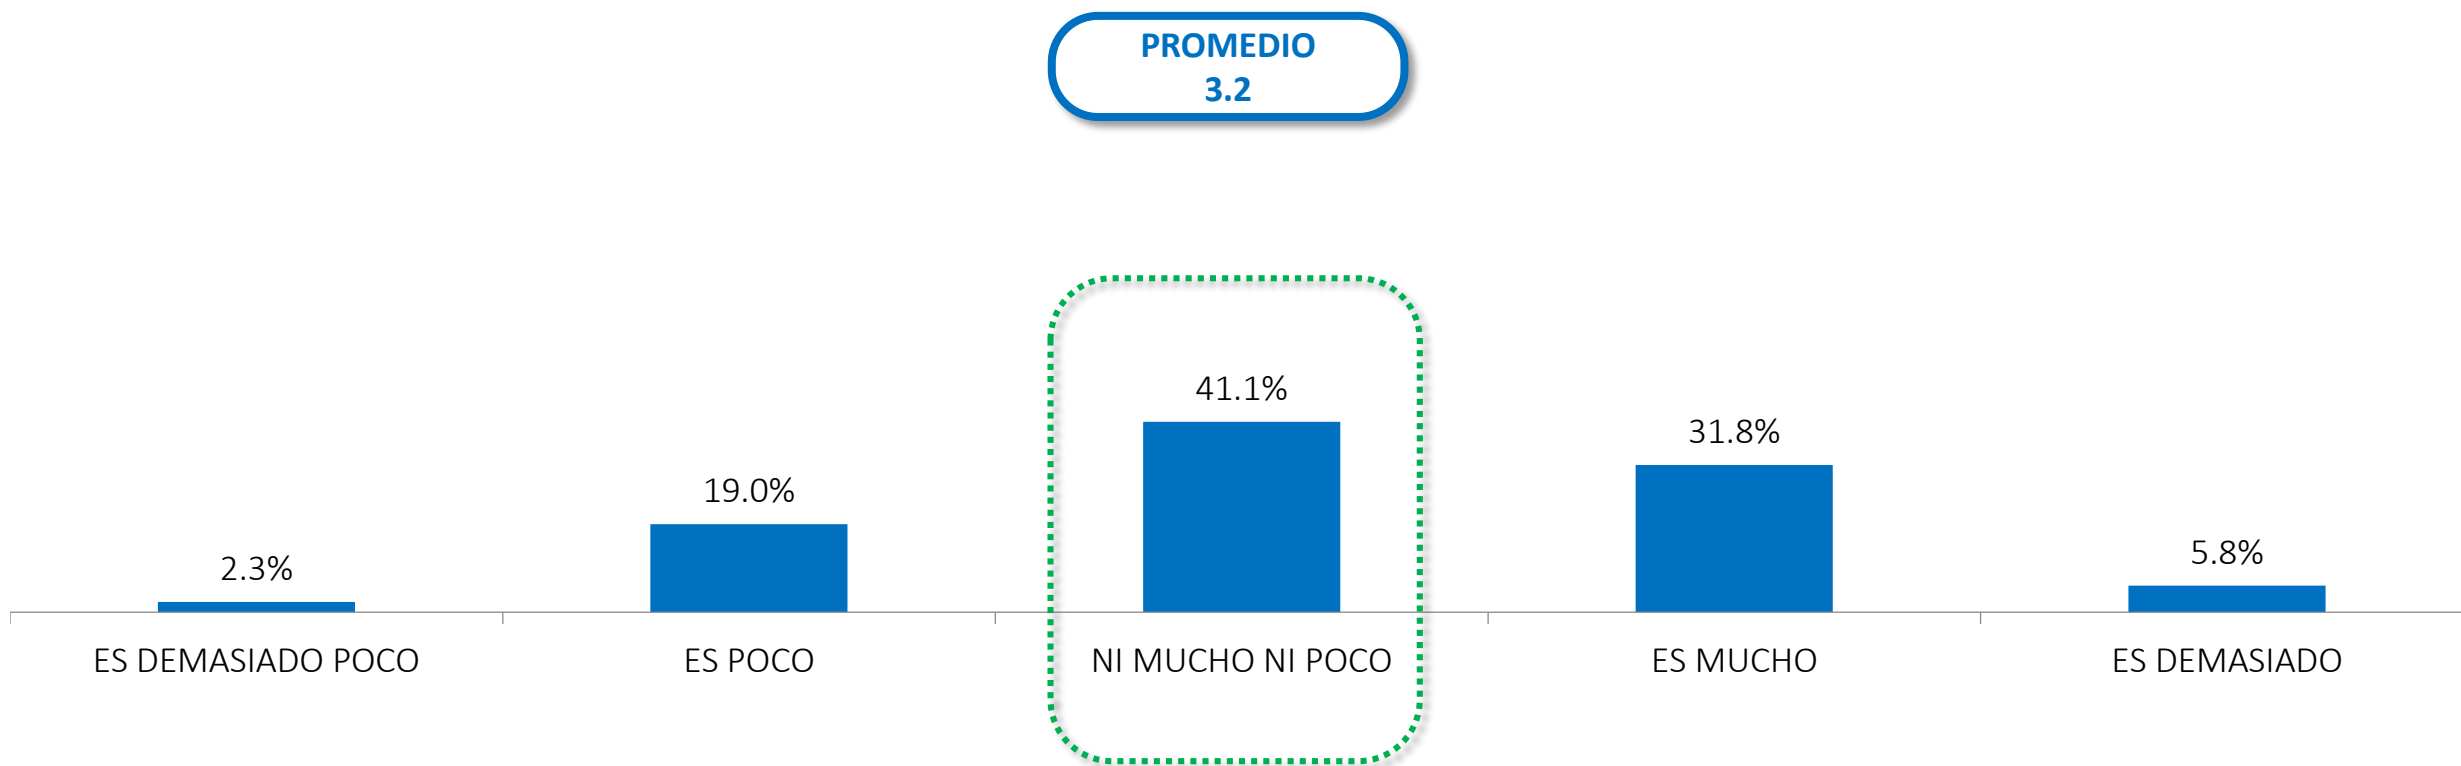 PROMEDIO
3.2
41.1%
31.8%
19.0%
5.8%
2.3%
ES DEMASIADO POCO
ES POCO
NI MUCHO NI POCO
ES MUCHO
ES DEMASIADO